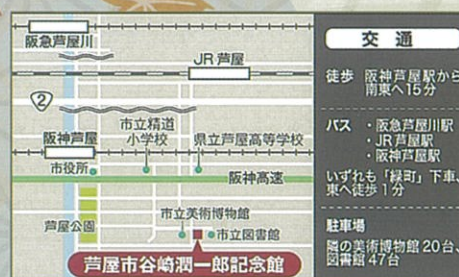 阪急芦屋川
JR 芦屋
2
市立精道
小学校
県立芦屋高等学校
阪神芦屋
市役所
阪神高速
芦屋公園
市立美術博物館
市立図書館
芦屋市谷崎潤一郎記念館
交通
徒歩 阪神芦屋駅から
南東へ15分
バス ・阪急芦屋川駅
・JR芦屋駅
・阪神芦屋駅
いずれも「緑町」下車、
東へ徒歩1分
駐車場
隣の美術博物館 20台、
図書館 47台